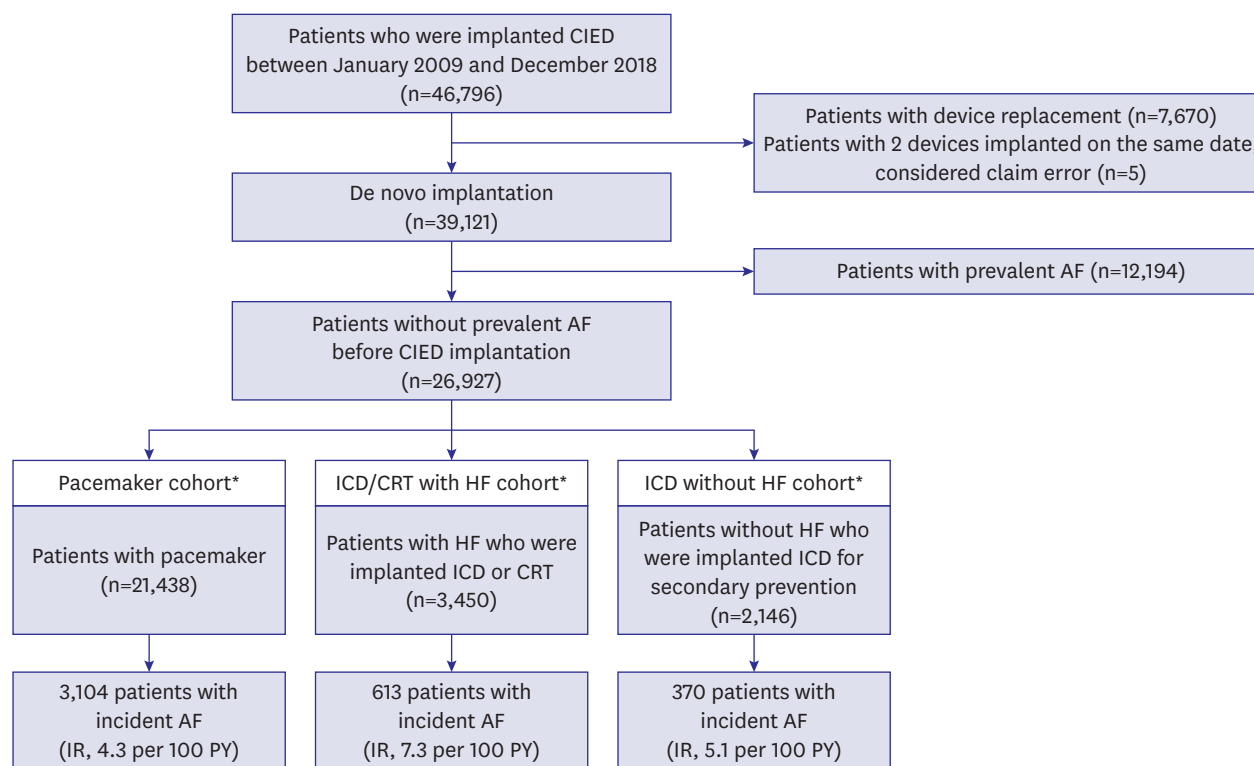 Patients who were implanted CIED
between January 2009 and December 2018
(n=46,796)
Patients with device replacement (n=7,670)
Patients with 2 devices implanted on the same date,
considered claim error (n=5)
De novo implantation
(n=39,121)
Patients with prevalent AF (n=12,194)
Patients without prevalent AF
before CIED implantation
(n=26,927)
Pacemaker cohort*
Patients with pacemaker
(n=21,438)
3,104 patients with
incident AF
(IR, 4.3 per 100 PY)
ICD/CRT with HF cohort*
Patients with HF who were
implanted ICD or CRT
(n=3,450)
613 patients with
incident AF
(IR, 7.3 per 100 PY)
ICD without HF cohort*
Patients without HF who
were implanted ICD for
secondary prevention
(n=2,146)
370 patients with
incident AF
(IR, 5.1 per 100 PY)